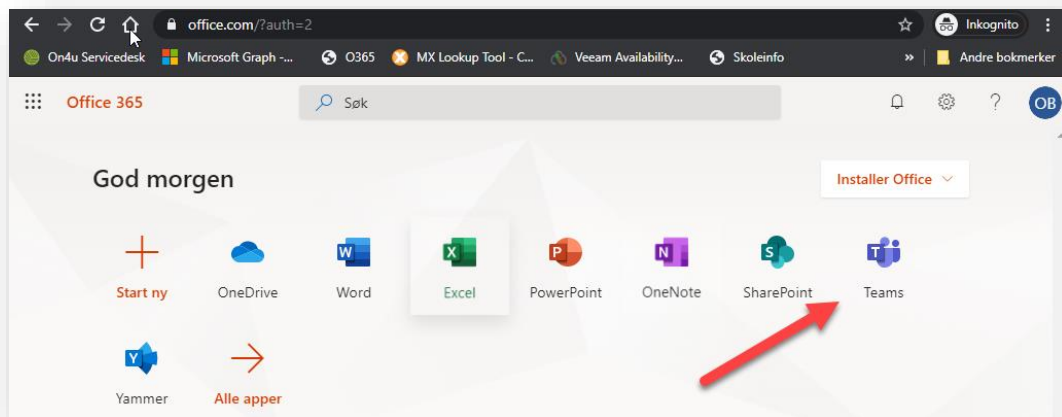 office.com/?auth=2
Inkognito
On4u Servicedesk Microsoft Graph -... O365 MX Lookup Tool - C... Veeam Availability... Skoleinfo » Andre bokmerker
Office 365 Søk ? OB
God morgen
Installer Office
W X P N S T
Start ny OneDrive Word Excel PowerPoint OneNote SharePoint Teams
Y
Yammer Alle apper